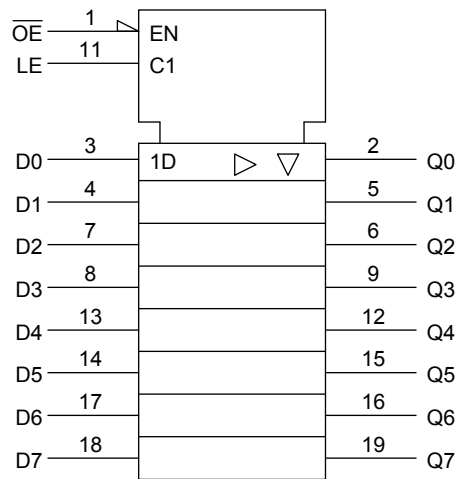 O̅E̅ 1 EN
LE 11 C1
D0 3 1D 2 Q0
D1 4 5 Q1
D2 7 6 Q2
D3 8 9 Q3
D4 13 12 Q4
D5 14 15 Q5
D6 17 16 Q6
D7 18 19 Q7